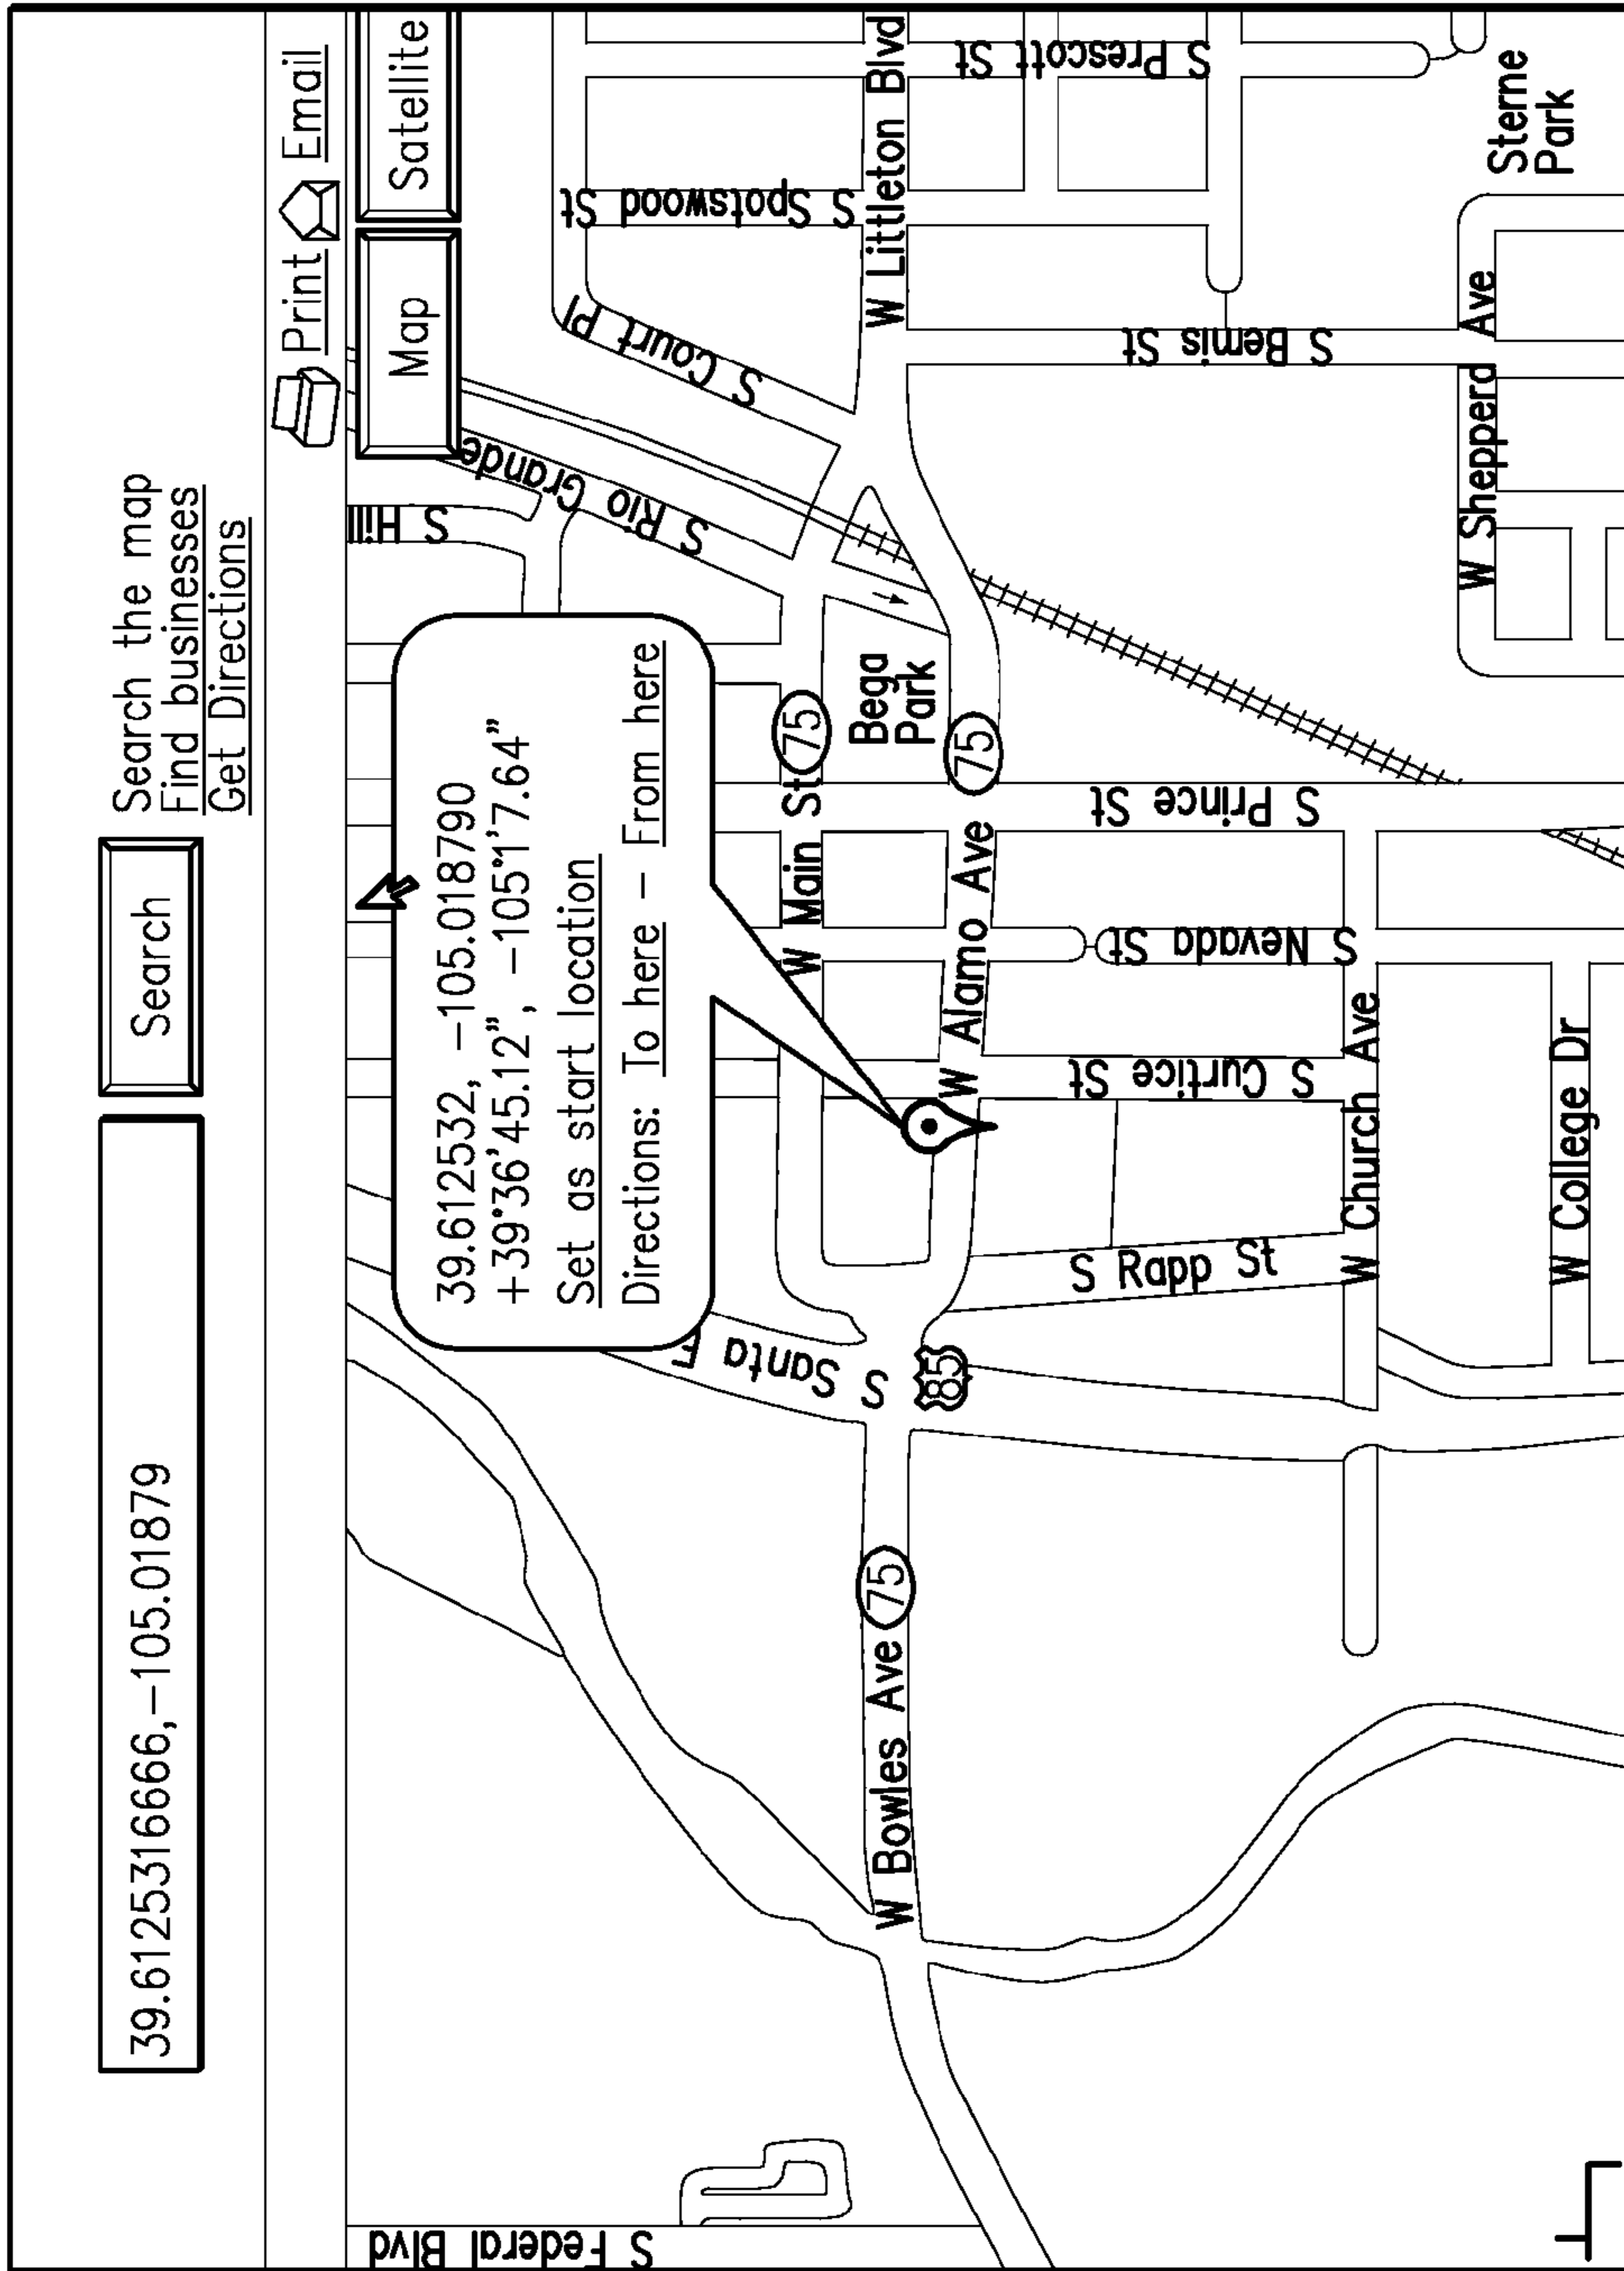 39.6125316666,-105.01879
Search
Search the map
Find businesses
Get Directions
Print
Email
Map
Satellite
39.612532, -105.018790
+39°36'45.12", -105°1'7.64"
Set as start location
Directions: To here - From here
S Federal Blvd
S Santa F
S Hill
S Rio Grande
S Court Pl
S Spotswood St
S Prescott St
W Main St
75
Bega
Park
W Bowles Ave
75
85
W Alamo Ave
75
W Littleton Blvd
S Rapp St
S Curtice St
S Nevada St
S Prince St
S Bemis St
W Church Ave
W Shepperd Ave
Sterne
Park
W College Dr